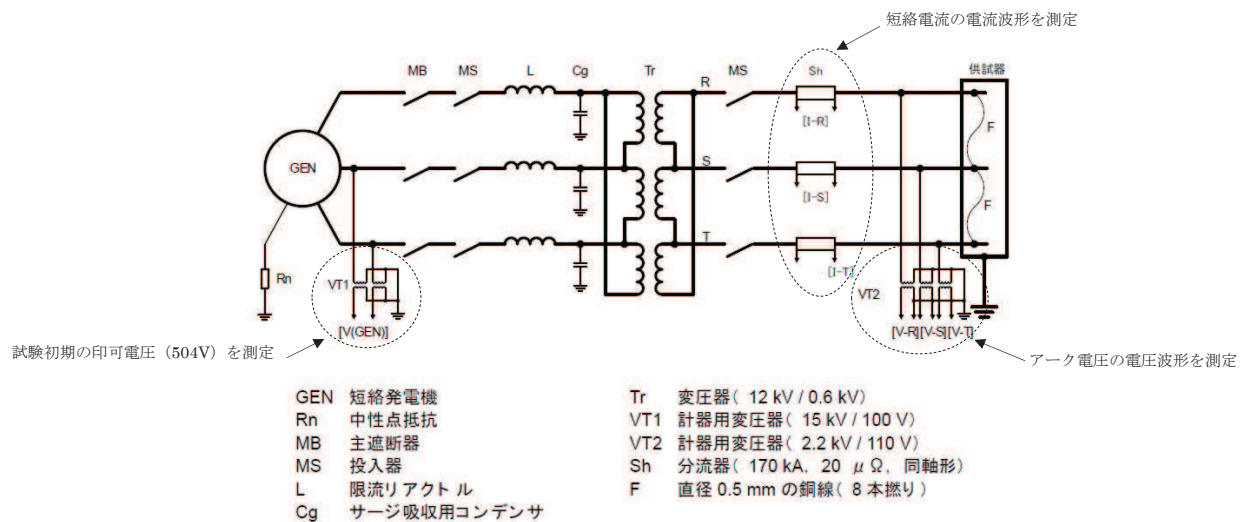 短絡電流の電流波形を測定
MB MS L Cg Tr MS Sh 供試器
R
[I-R]
F
GEN
S
[I-S]
F
T
[I-T]
Rn
VT1
VT2
[V(GEN)]
[V-R][V-S][V-T]
試験初期の印可電圧（504V）を測定
アーク電圧の電圧波形を測定
GEN 短絡発電機
Rn 中性点抵抗
MB 主遮断器
MS 投入器
L 限流リアクトル
Cg サージ吸収用コンデンサ
Tr 変圧器( 12 kV / 0.6 kV)
VT1 計器用変圧器( 15 kV / 100 V)
VT2 計器用変圧器( 2.2 kV / 110 V)
Sh 分流器( 170 kA, 20 μΩ, 同軸形)
F 直径 0.5 mm の銅線( 8 本撚り)